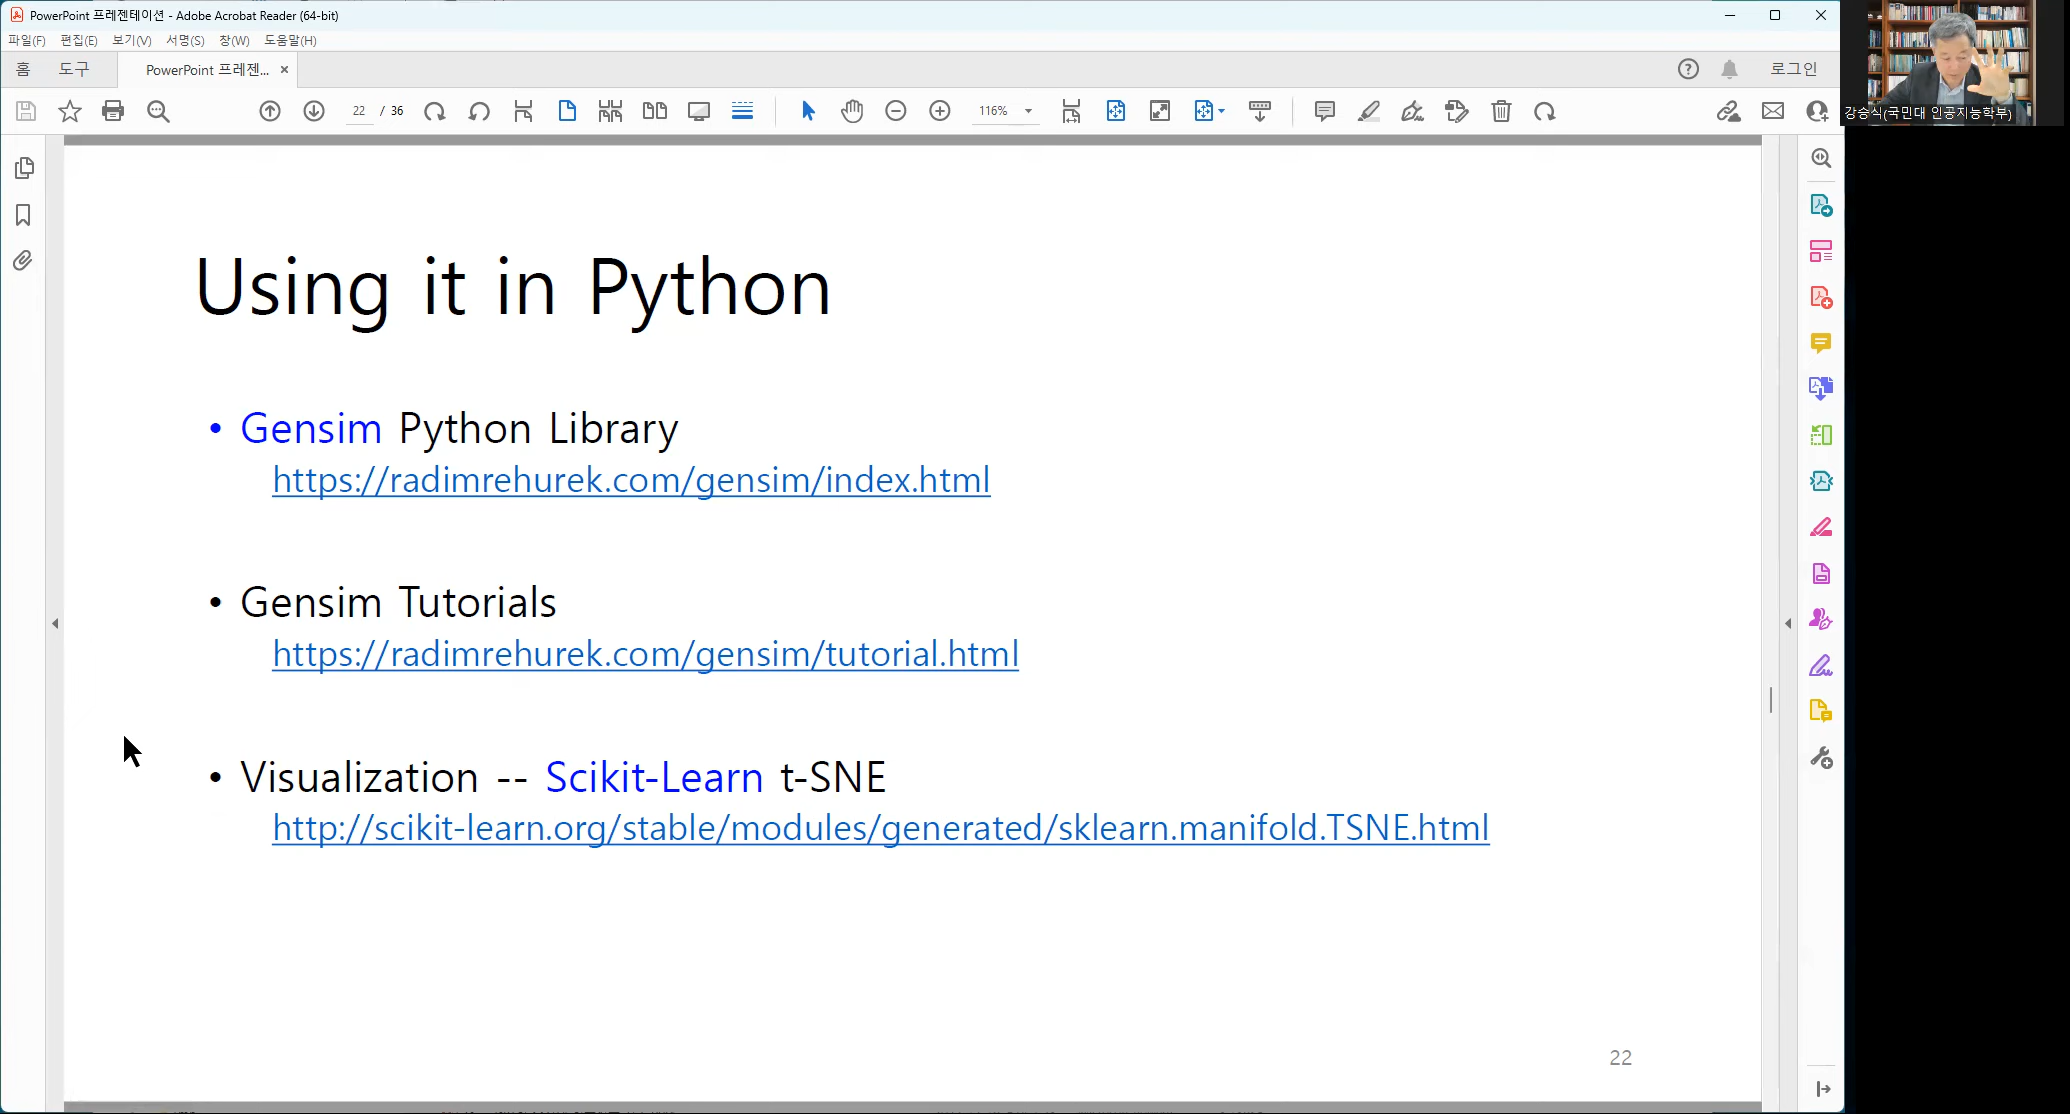 PowerPoint 프레젠테이션 - Adobe Acrobat Reader (64-bit)
파일(F) 편집(E) 보기(V) 서명(S) 창(W) 도움말(H)
홈 도구 PowerPoint 프레젠... × 로그인
22 / 36 116%
강승식(국민대 인공지능학부)
Using it in Python
• Gensim Python Library
https://radimrehurek.com/gensim/index.html
• Gensim Tutorials
https://radimrehurek.com/gensim/tutorial.html
• Visualization -- Scikit-Learn t-SNE
http://scikit-learn.org/stable/modules/generated/sklearn.manifold.TSNE.html
22